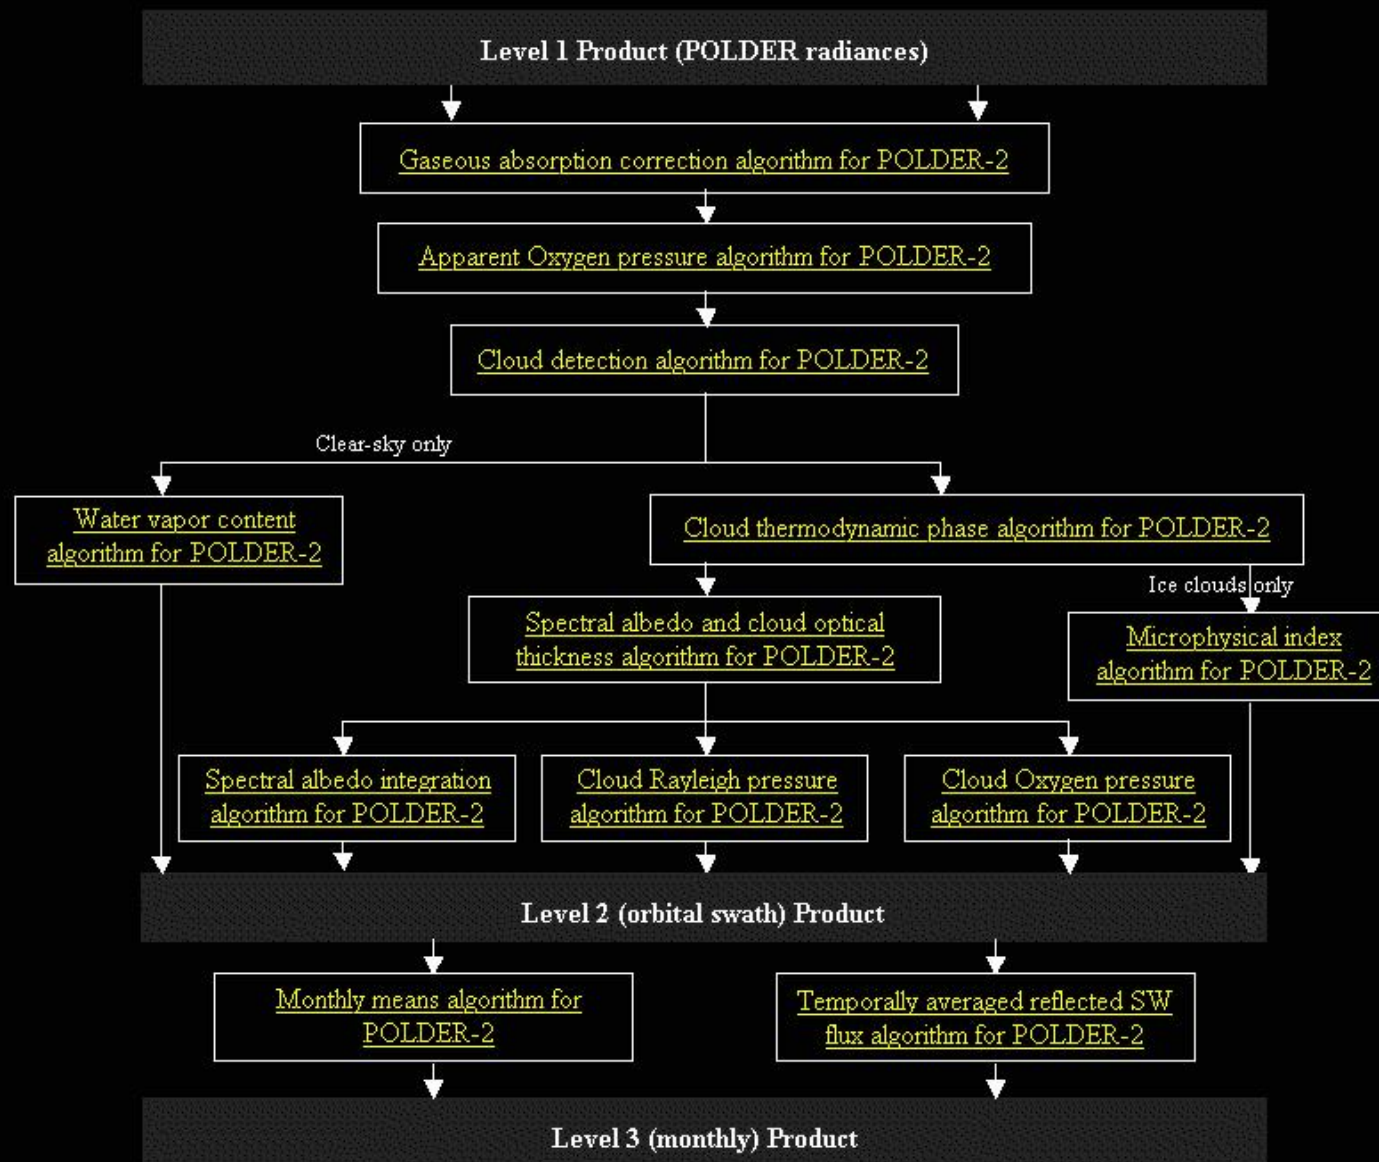 Level 1 Product (POLDER radiances)
Gaseous absorption correction algorithm for POLDER-2
Apparent Oxygen pressure algorithm for POLDER-2
Cloud detection algorithm for POLDER-2
Clear-sky only
Water vapor content
algorithm for POLDER-2
Cloud thermodynamic phase algorithm for POLDER-2
Ice clouds only
Spectral albedo and cloud optical
thickness algorithm for POLDER-2
Microphysical index
algorithm for POLDER-2
Spectral albedo integration
algorithm for POLDER-2
Cloud Rayleigh pressure
algorithm for POLDER-2
Cloud Oxygen pressure
algorithm for POLDER-2
Level 2 (orbital swath) Product
Monthly means algorithm for
POLDER-2
Temporally averaged reflected SW
flux algorithm for POLDER-2
Level 3 (monthly) Product